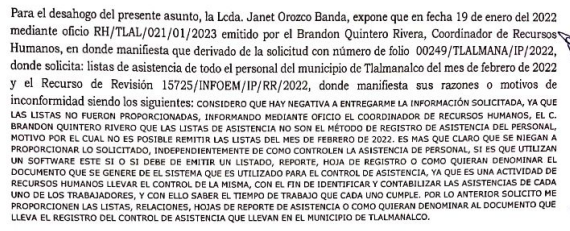 Para el desahogo del presente asunto, la Lcda. Janet Orozco Banda, expone que en fecha 19 de enero del 2022
mediante oficio RH/TLAL/021/01/2023 emitido por el Brandon Quintero Rivera, Coordinador de Recursos
Humanos, en donde manifiesta que derivado de la solicitud con número de folio 00249/TLALMANA/IP/2022,
donde solicita: listas de asistencia de todo el personal del municipio de Tlalmanalco del mes de febrero de 2022
y el Recurso de Revisión 15725/INFOEM/IP/RR/2022, donde manifiesta sus razones o motivos de
inconformidad siendo los siguientes: CONSIDERO QUE HAY NEGATIVA A ENTREGARME LA INFORMACIÓN SOLICITADA, YA QUE
LAS LISTAS NO FUERON PROPORCIONADAS, INFORMANDO MEDIANTE OFICIO EL COORDINADOR DE RECURSOS HUMANOS, EL C.
BRANDON QUINTERO RIVERO QUE LAS LISTAS DE ASISTENCIA NO SON EL MÉTODO DE REGISTRO DE ASISTENCIA DEL PERSONAL,
MOTIVO POR EL CUAL NO ES POSIBLE REMITIR LAS LISTAS DEL MES DE FEBRERO DE 2022. ES MAS QUE CLARO QUE SE NIEGAN A
PROPORCIONAR LO SOLICITADO, INDEPENDIENTEMENTE DE COMO CONTROLEN LA ASISTENCIA DE PERSONAL, SI ES QUE UTILIZAN
UN SOFTWARE ESTE SI O SI DEBE DE EMITIR UN LISTADO, REPORTE, HOJA DE REGISTRO O COMO QUIERAN DENOMINAR EL
DOCUMENTO QUE SE GENERE DE EL SISTEMA QUE ES UTILIZADO PARA EL CONTROL DE ASISTENCIA, YA QUE ES UNA ACTIVIDAD DE
RECURSOS HUMANOS LLEVAR EL CONTROL DE LA MISMA, CON EL FIN DE IDENTIFICAR Y CONTABILIZAR LAS ASISTENCIAS DE CADA
UNO DE LOS TRABAJADORES, Y CON ELLO SABER EL TIEMPO DE TRABAJO QUE CADA UNO CUMPLE. POR LO ANTERIOR SOLICITO ME
PROPORCIONEN LAS LISTAS, RELACIONES, HOJAS DE REPORTE DE ASISTENCIA O COMO QUIERAN DENOMINAR AL DOCUMENTO QUE
LLEVA EL REGISTRO DEL CONTROL DE ASISTENCIA QUE LLEVAN EN EL MUNICIPIO DE TLALMANALCO.